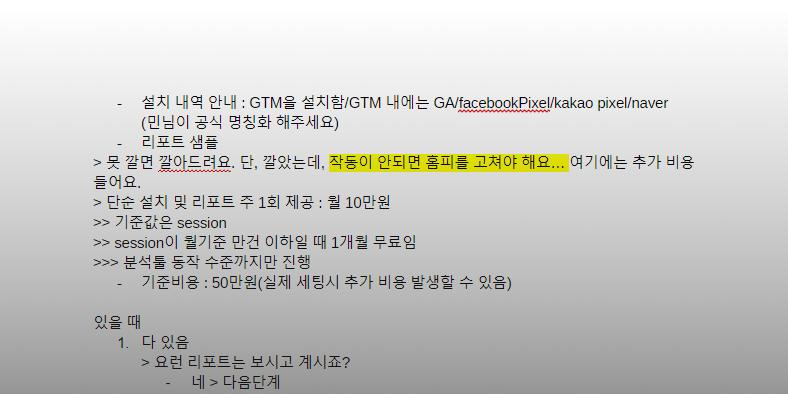 - 설치 내역 안내 : GTM을 설치함/GTM 내에는 GA/facebookPixel/kakao pixel/naver
(민님이 공식 명칭화 해주세요)
- 리포트 샘플
> 못 깔면 깔아드려요. 단, 깔았는데, 작동이 안되면 홈피를 고쳐야 해요... 여기에는 추가 비용
들어요.
> 단순 설치 및 리포트 주 1회 제공 : 월 10만원
>> 기준값은 session
>> session이 월기준 만건 이하일 때 1개월 무료임
>>> 분석툴 동작 수준까지만 진행
- 기준비용 : 50만원(실제 세팅시 추가 비용 발생할 수 있음)
있을 때
1. 다 있음
> 요런 리포트는 보시고 계시죠?
- 네 > 다음단계